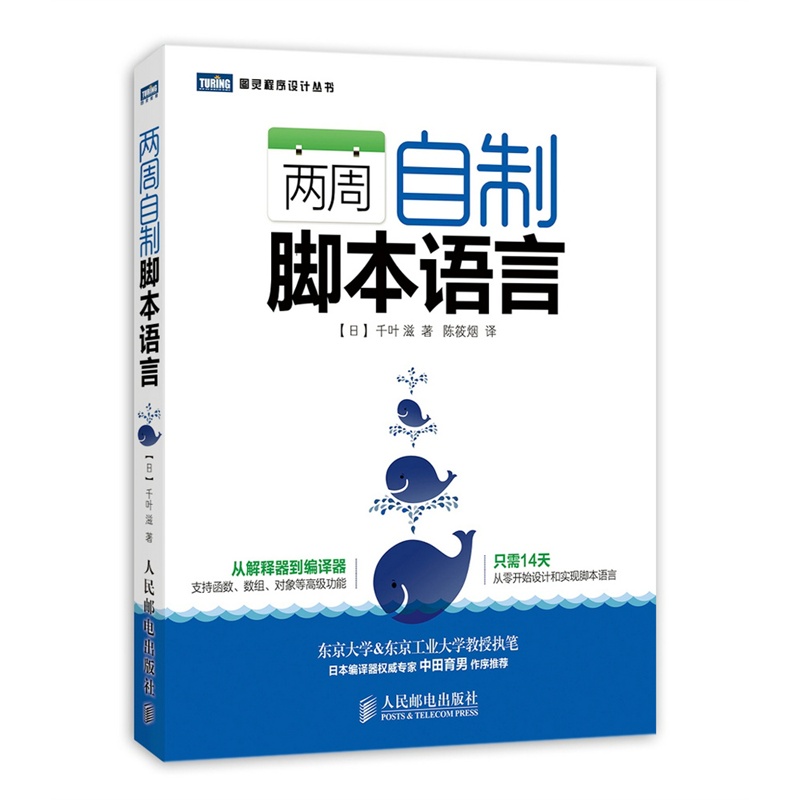 TURING 图灵程序设计丛书
两周 自制
脚本语言
【日】千叶 滋 著 陈筱烟 译
从解释器到编译器
支持函数、数组、对象等高级功能
只需14天
从零开始设计和实现脚本语言
东京大学&东京工业大学教授执笔
日本编译器权威专家 中田育男 作序推荐
人民邮电出版社
POSTS & TELECOM PRESS
TURING
两周自制脚本语言
【日】千叶 滋 著
人民邮电出版社